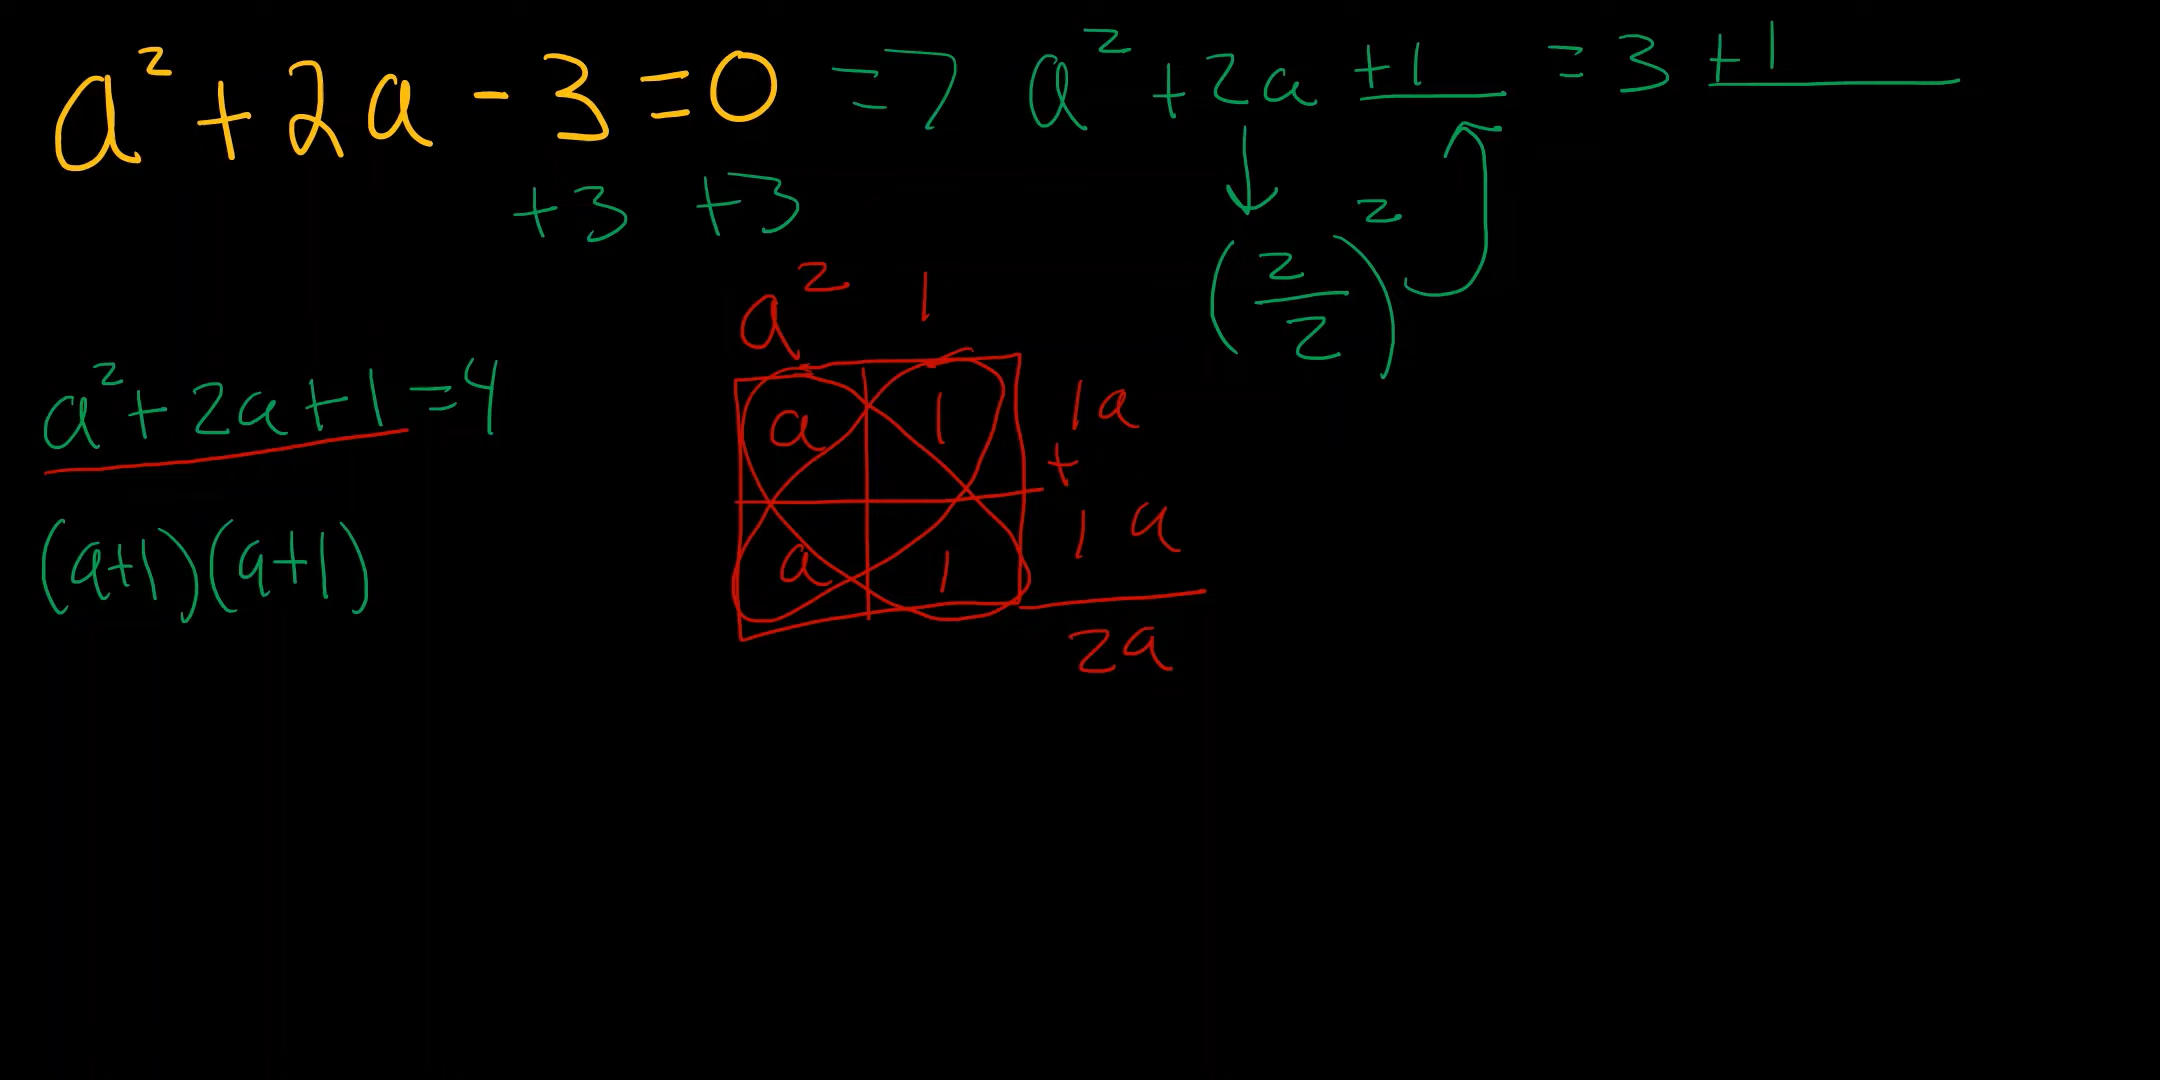 a² + 2a - 3 = 0 => a² + 2a +1 = 3 +1
+3 +3
(2/2)²
a² 1
a² + 2a + 1 = 4
a 1
1a
+
(a+1)(a+1)
a 1
1a
2a